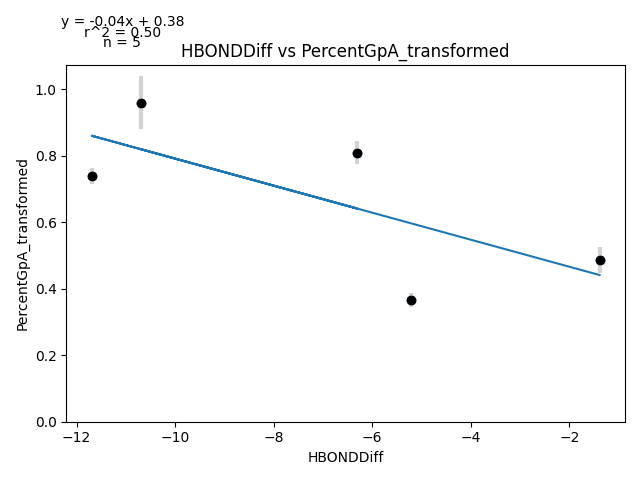 y = -0.04x + 0.38
r^2 = 0.50
n = 5
HBONDDiff vs PercentGpA_transformed
PercentGpA_transformed
1.0
0.8
0.6
0.4
0.2
0.0
−12
−10
−8
−6
−4
−2
HBONDDiff